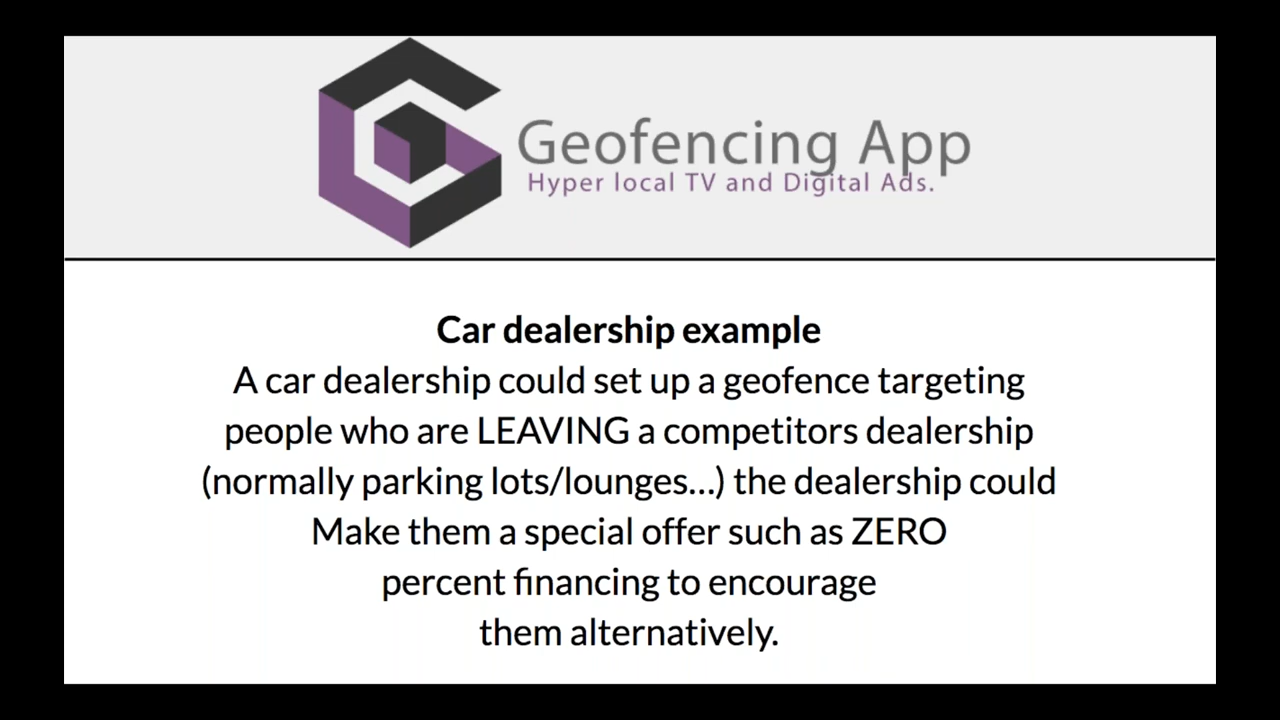 Geofencing App
Hyper local TV and Digital Ads.
Car dealership example
A car dealership could set up a geofence targeting
people who are LEAVING a competitors dealership
(normally parking lots/lounges...) the dealership could
Make them a special offer such as ZERO
percent financing to encourage
them alternatively.